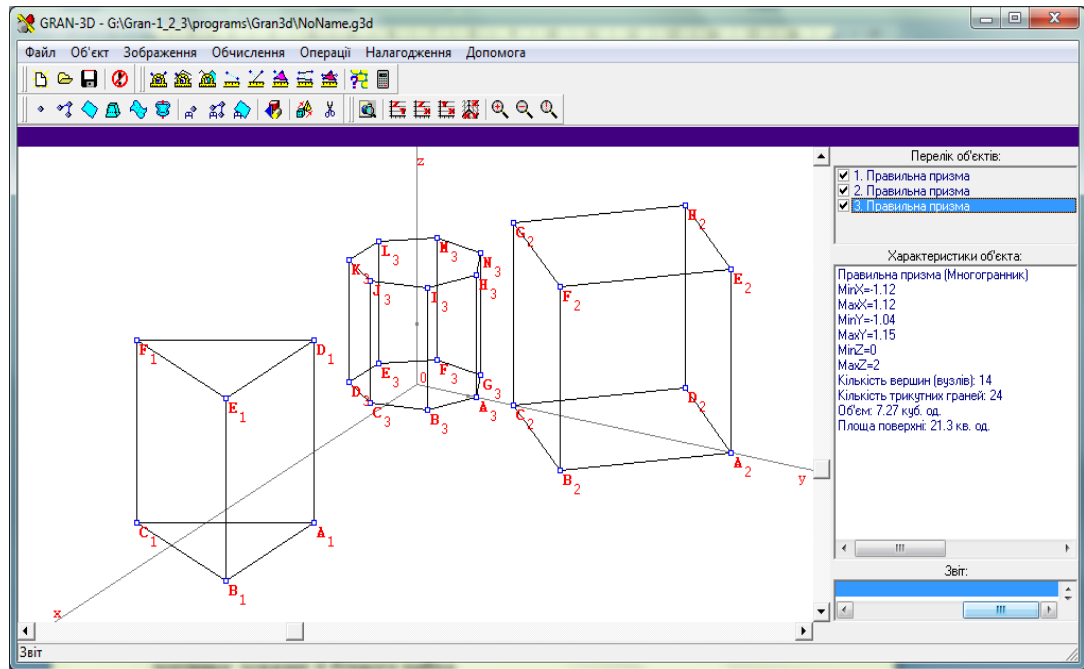 GRAN-3D - G:\Gran-1_2_3\programs\Gran3d\NoName.g3d
Файл Об'єкт Зображення Обчислення Операції Налагодження Допомога
z
x
y
0
A1
B1
C1
D1
E1
F1
A2
B2
C2
D2
E2
F2
G2
H2
A3
B3
C3
D3
E3
F3
G3
H3
I3
J3
K3
L3
M3
N3
Перелік об'єктів:
1. Правильна призма
2. Правильна призма
3. Правильна призма
Характеристики об'єкта:
Правильна призма (Многогранник)
MinX=-1.12
MaxX=1.12
MinY=-1.04
MaxY=1.15
MinZ=0
MaxZ=2
Кількість вершин (вузлів): 14
Кількість трикутних граней: 24
Об'єм: 7.27 куб. од.
Площа поверхні: 21.3 кв. од.
Звіт:
Звіт